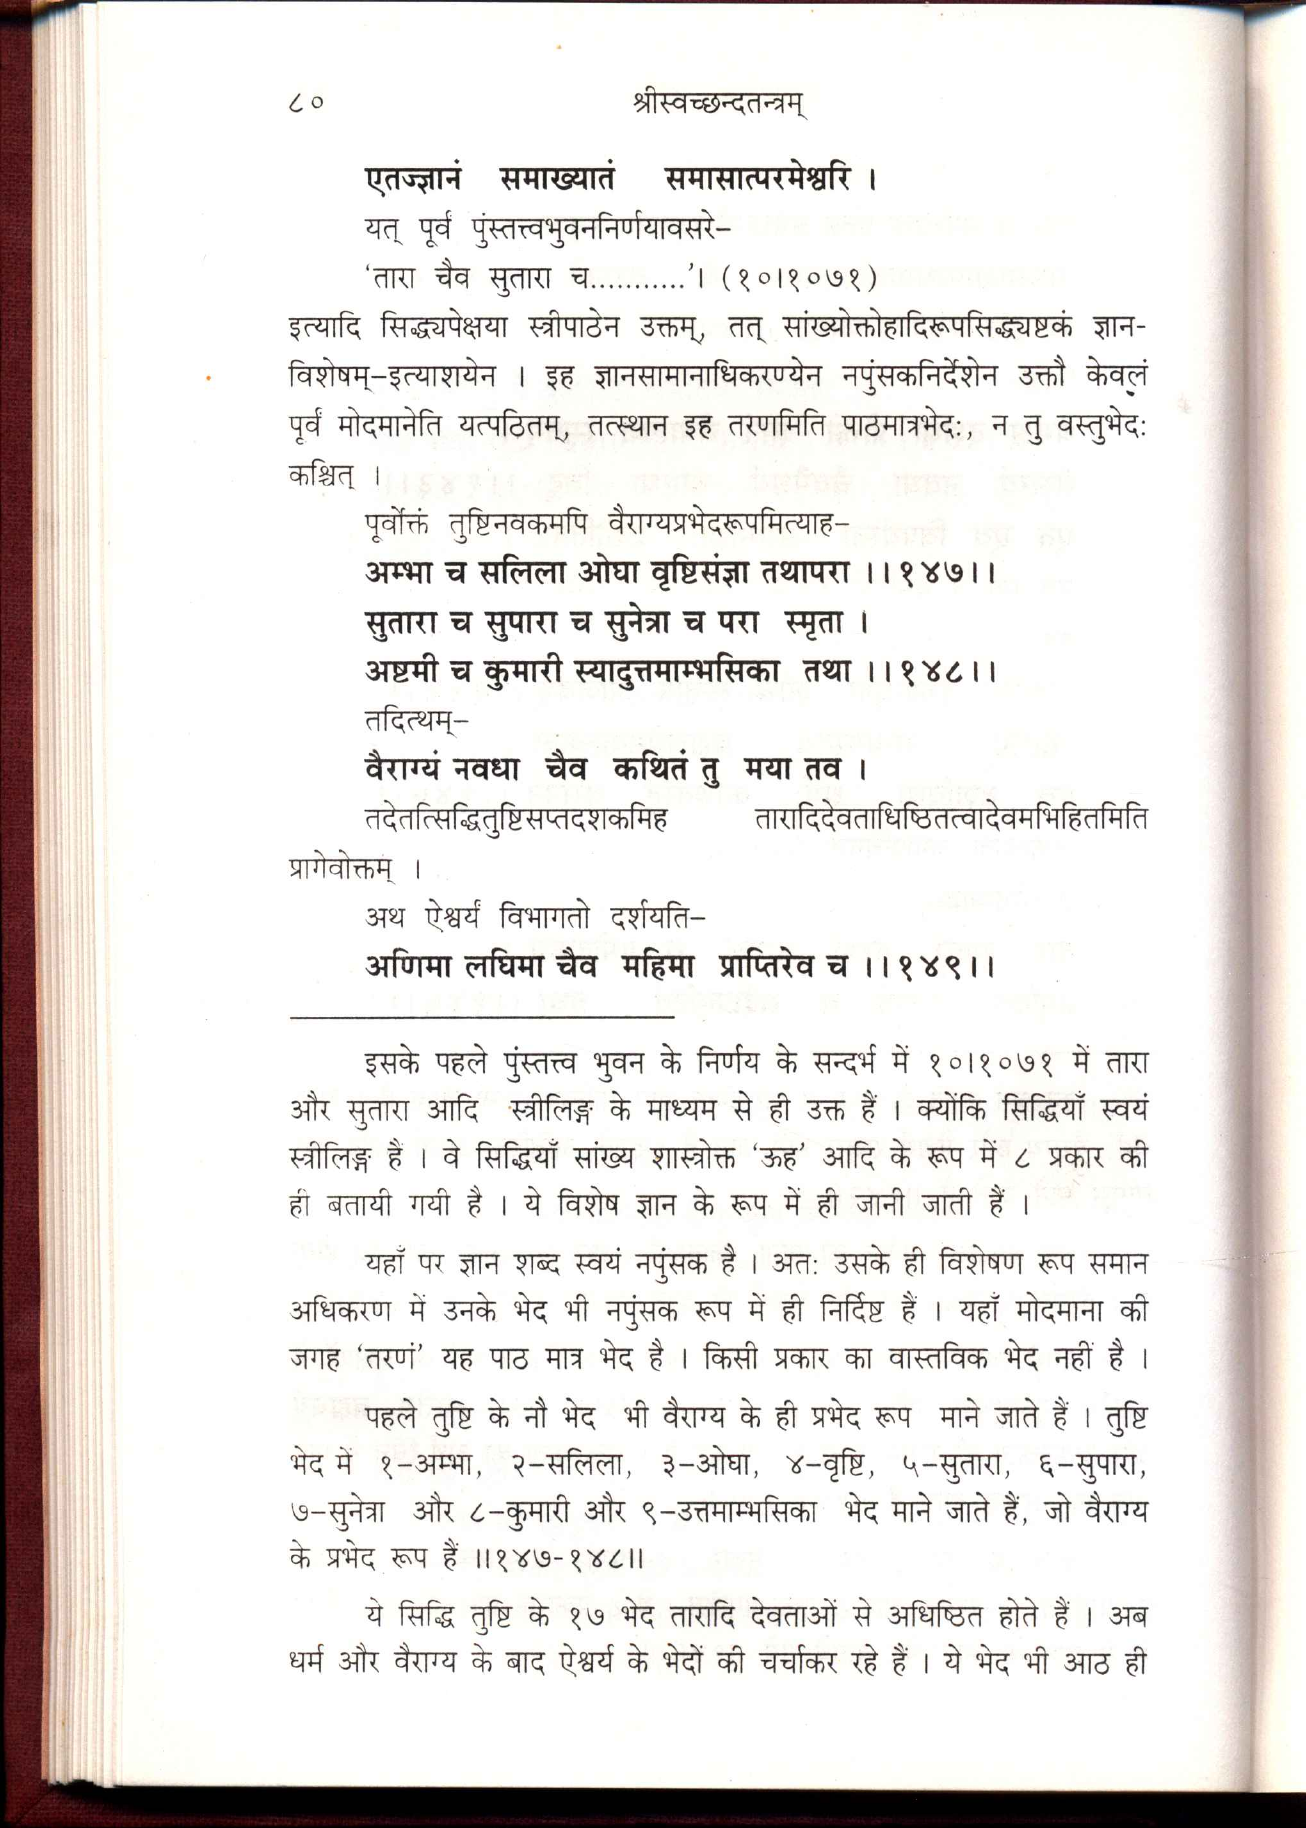 ८०
श्रीस्वच्छन्दतन्त्रम्
एतज्ज्ञानं समाख्यातं समासात्परमेश्वरि ।
यत् पूर्वं पुंस्तत्त्वभुवननिर्णयावसरे–
‘तारा चैव सुतारा च...........’। (१०।१०७१)
इत्यादि सिद्ध्यपेक्षया स्त्रीपाठेन उक्तम्, तत् सांख्योक्तोहादिरूपसिद्ध्यष्टकं ज्ञान-
विशेषम्–इत्याशयेन । इह ज्ञानसामानाधिकरण्येन नपुंसकनिर्देशेन उक्तौ केवलं
पूर्वं मोदमानेति यत्पठितम, तत्स्थान इह तरणमिति पाठमात्रभेदः, न तु वस्तुभेदः
कश्चित् ।
पूर्वोक्तं तुष्टिनवकमपि वैराग्यप्रभेदरूपमित्याह–
अम्भा च सलिला ओघा वृष्टिसंज्ञा तथापरा ।।१४७।।
सुतारा च सुपारा च सुनेत्रा च परा स्मृता ।
अष्टमी च कुमारी स्यादुत्तमाम्भसिका तथा ।।१४८।।
तदित्थम्–
वैराग्यं नवधा चैव कथितं तु मया तव ।
तदेतत्सिद्धितुष्टिसप्तदशकमिह तारादिदेवताधिष्ठितत्वादेवमभिहितमिति
प्रागेवोक्तम् ।
अथ ऐश्वर्यं विभागतो दर्शयति–
अणिमा लघिमा चैव महिमा प्राप्तिरेव च ।।१४९।।
इसके पहले पुंस्तत्त्व भुवन के निर्णय के सन्दर्भ में १०।१०७१ में तारा
और सुतारा आदि स्त्रीलिङ्ग के माध्यम से ही उक्त हैं । क्योंकि सिद्धियाँ स्वयं
स्त्रीलिङ्ग हैं । वे सिद्धियाँ सांख्य शास्त्रोक्त ‘ऊह’ आदि के रूप में ८ प्रकार की
ही बतायी गयी है । ये विशेष ज्ञान के रूप में ही जानी जाती हैं ।
यहाँ पर ज्ञान शब्द स्वयं नपुंसक है । अतः उसके ही विशेषण रूप समान
अधिकरण में उनके भेद भी नपुंसक रूप में ही निर्दिष्ट हैं । यहाँ मोदमाना की
जगह ‘तरणं’ यह पाठ मात्र भेद है । किसी प्रकार का वास्तविक भेद नहीं है ।
पहले तुष्टि के नौ भेद भी वैराग्य के ही प्रभेद रूप माने जाते हैं । तुष्टि
भेद में १–अम्भा, २–सलिला, ३–ओघा, ४–वृष्टि, ५–सुतारा, ६–सुपारा,
७–सुनेत्रा और ८–कुमारी और ९–उत्तमाम्भसिका भेद माने जाते हैं, जो वैराग्य
के प्रभेद रूप हैं ॥१४७-१४८॥
ये सिद्धि तुष्टि के १७ भेद तारादि देवताओं से अधिष्ठित होते हैं । अब
धर्म और वैराग्य के बाद ऐश्वर्य के भेदों की चर्चाकर रहे हैं । ये भेद भी आठ ही